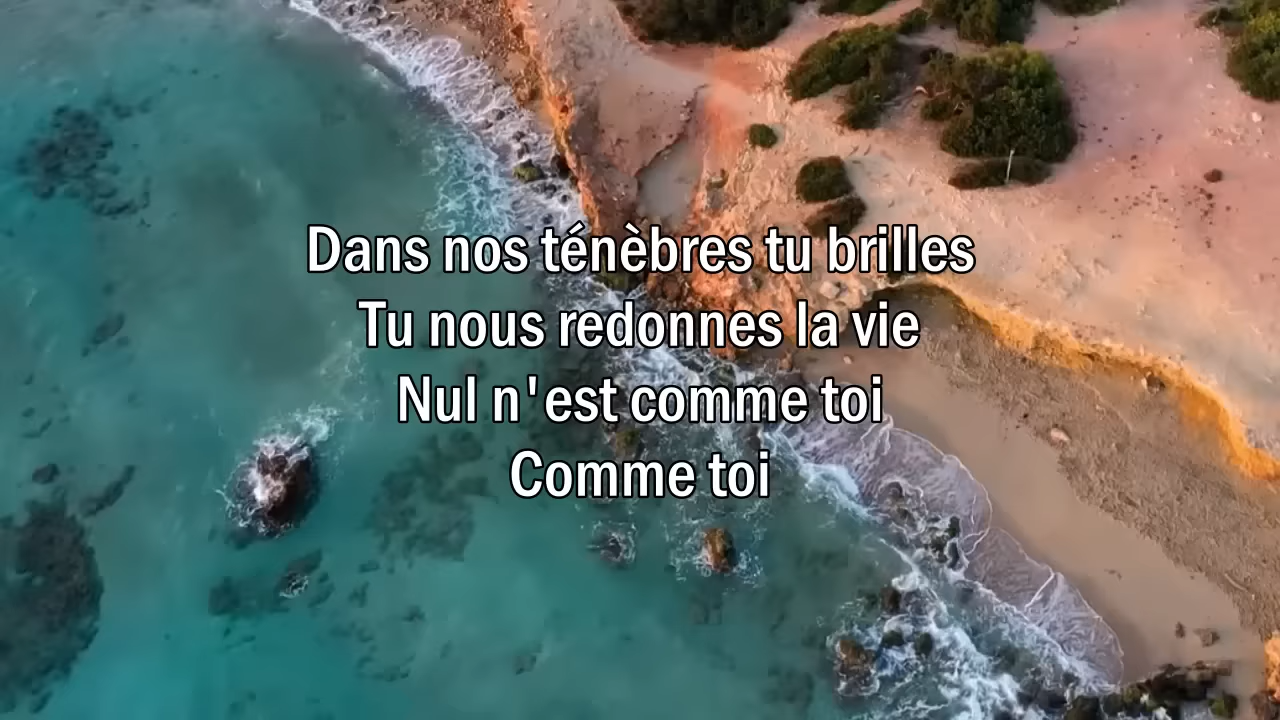 Dans nos ténèbres tu brilles
Tu nous redonnes la vie
Nul n'est comme toi
Comme toi